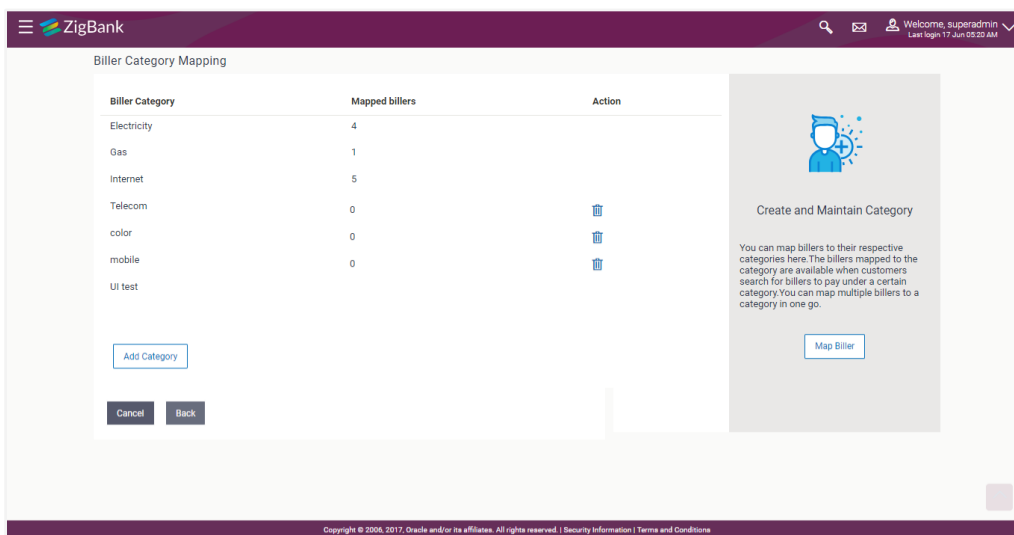 ZigBank
Welcome, superadmin
Last login 17 Jun 05:20 AM
Biller Category Mapping
Biller Category Mapped billers Action
Electricity 4
Gas 1
Internet 5
Telecom 0
color 0
mobile 0
UI test
Add Category
Cancel Back
Create and Maintain Category
You can map billers to their respective
categories here.The billers mapped to the
category are available when customers
search for billers to pay under a certain
category.You can map multiple billers to a
category in one go.
Map Biller
Copyright © 2006, 2017, Oracle and/or its affiliates. All rights reserved. | Security Information | Terms and Conditions